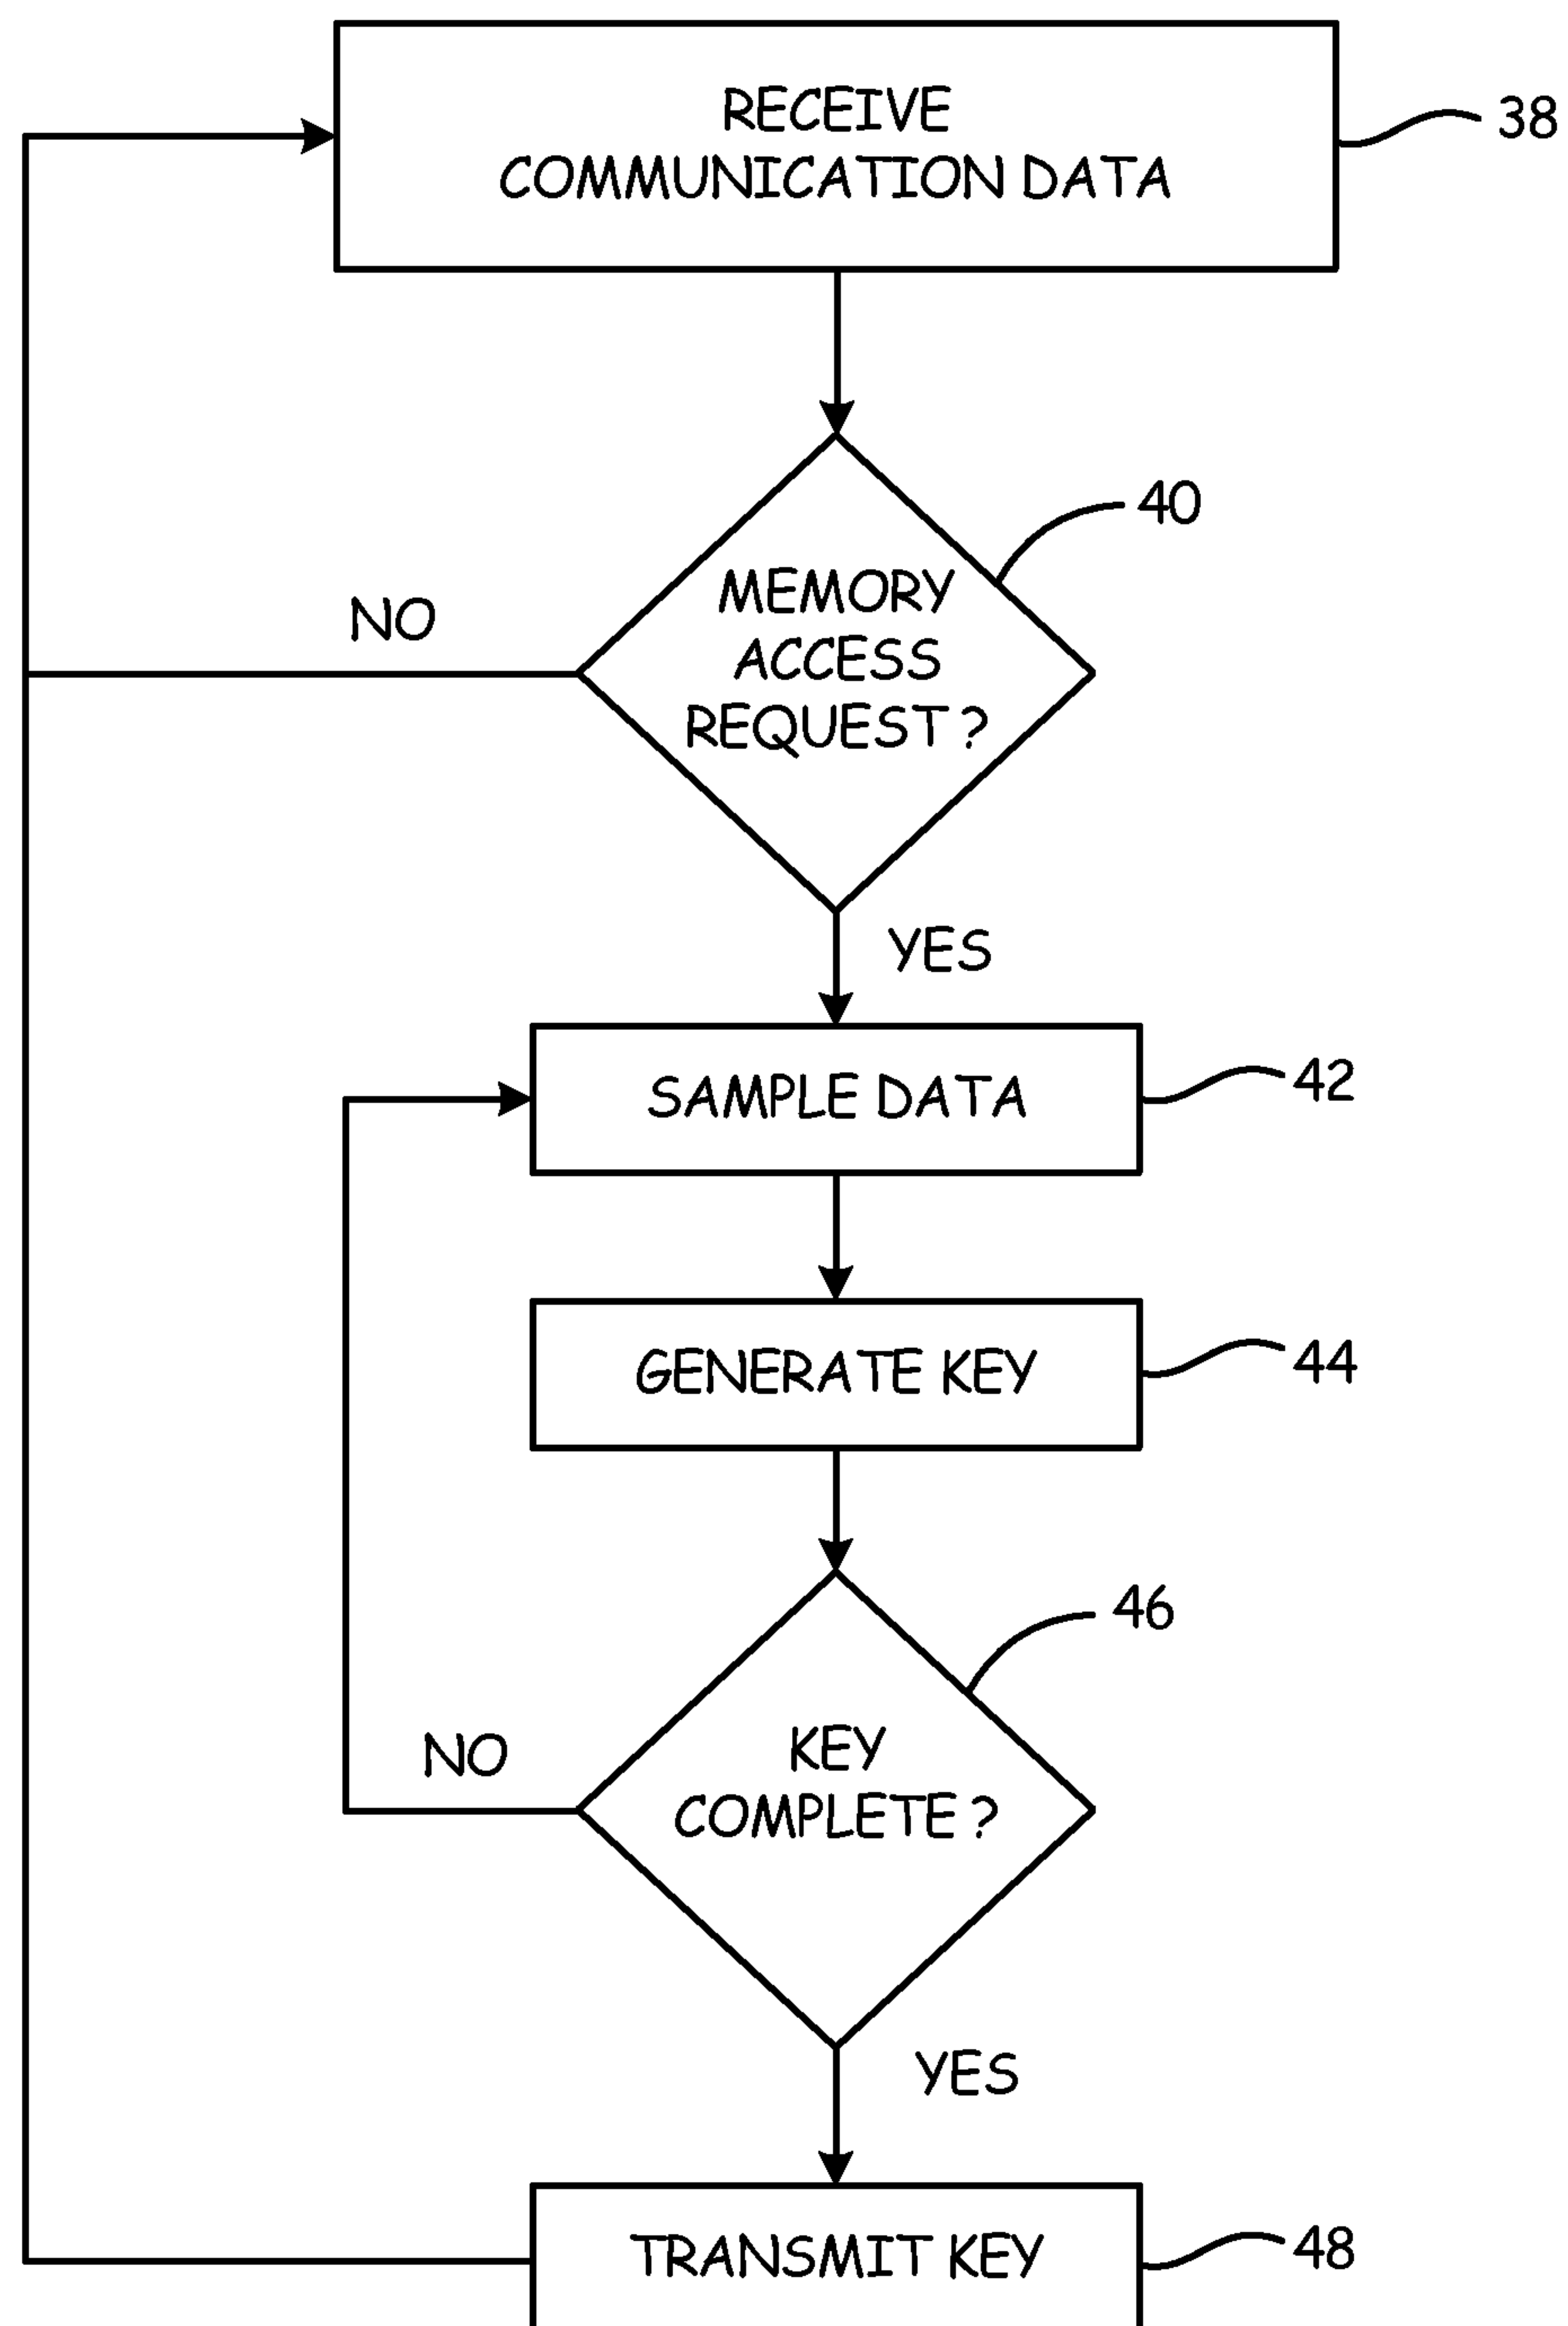 RECEIVE
COMMUNICATION DATA
38
40
MEMORY
ACCESS
REQUEST?
NO
YES
SAMPLE DATA
42
GENERATE KEY
44
46
KEY
COMPLETE?
NO
YES
TRANSMIT KEY
48